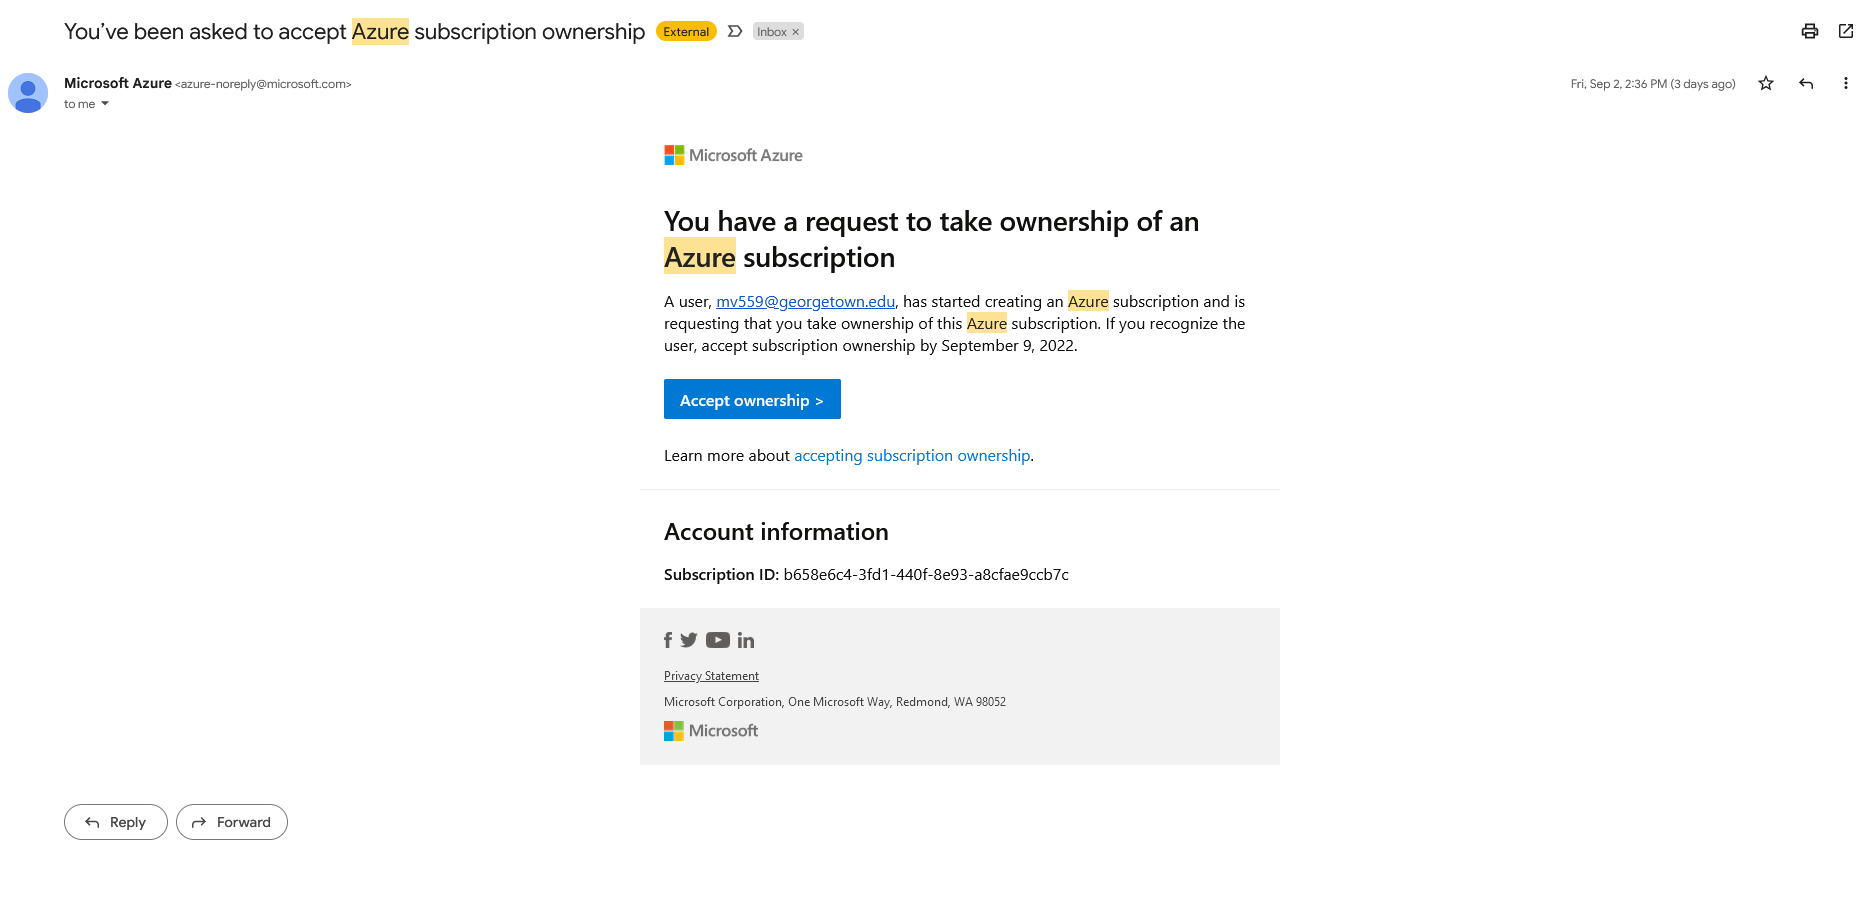 You’ve been asked to accept Azure subscription ownership External Inbox ×
Microsoft Azure <azure-noreply@microsoft.com> Fri, Sep 2, 2:36 PM (3 days ago)
to me
Microsoft Azure
You have a request to take ownership of an
Azure subscription
A user, mv559@georgetown.edu, has started creating an Azure subscription and is
requesting that you take ownership of this Azure subscription. If you recognize the
user, accept subscription ownership by September 9, 2022.
Accept ownership >
Learn more about accepting subscription ownership.
Account information
Subscription ID: b658e6c4-3fd1-440f-8e93-a8cfae9ccb7c
Privacy Statement
Microsoft Corporation, One Microsoft Way, Redmond, WA 98052
Microsoft
Reply Forward